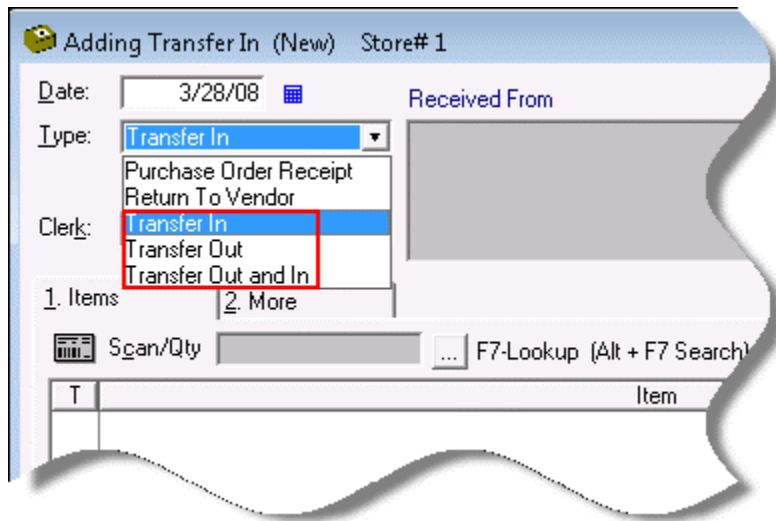 Adding Transfer In (New) Store# 1
Date: 3/28/08
Received From
Type: Transfer In
Purchase Order Receipt
Return To Vendor
Transfer In
Clerk:
Transfer Out
Transfer Out and In
1. Items 2. More
Scan/Qty ... F7-Lookup (Alt + F7 Search)
T Item